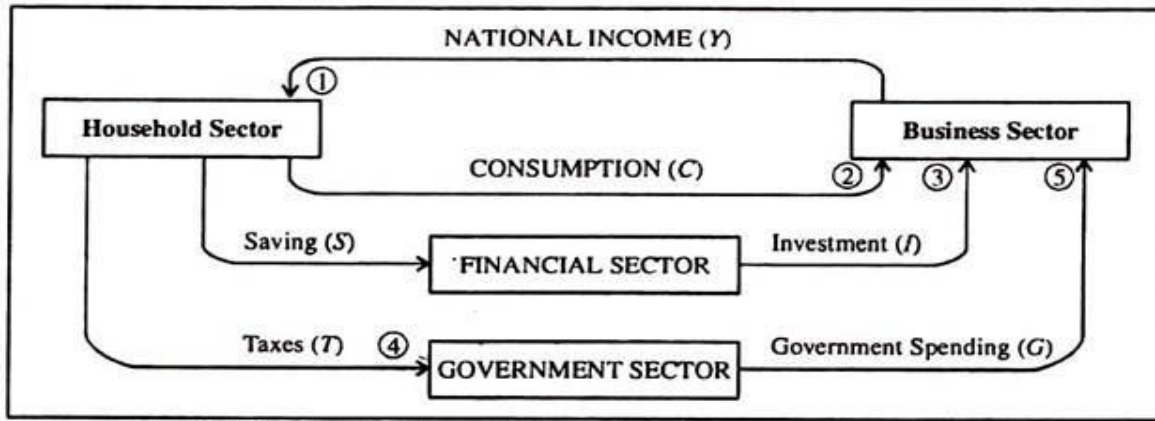 NATIONAL INCOME (Y)
①
Household Sector
Business Sector
CONSUMPTION (C)
② ③ ⑤
Saving (S)
FINANCIAL SECTOR
Investment (I)
Taxes (T) ④
GOVERNMENT SECTOR
Government Spending (G)